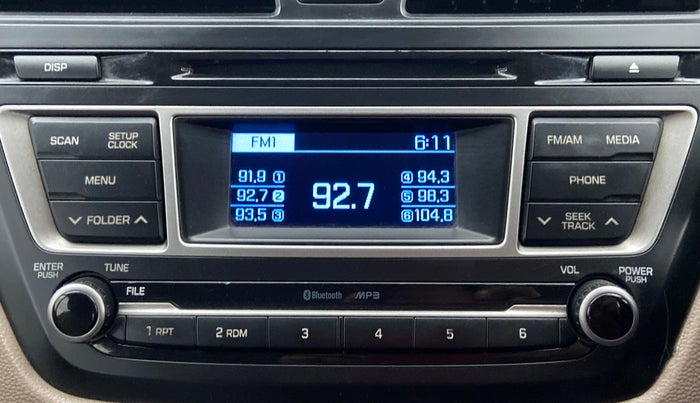 DISP
SCAN
SETUP
CLOCK
FM1
6:11
FM/AM
MEDIA
91,9 1
4 94,3
MENU
92,7 2
92.7
5 98,3
PHONE
93,5 3
6 104,8
FOLDER
SEEK
TRACK
ENTER
PUSH
TUNE
VOL
POWER
PUSH
FILE
Bluetooth
MP3
1 RPT
2 RDM
3
4
5
6